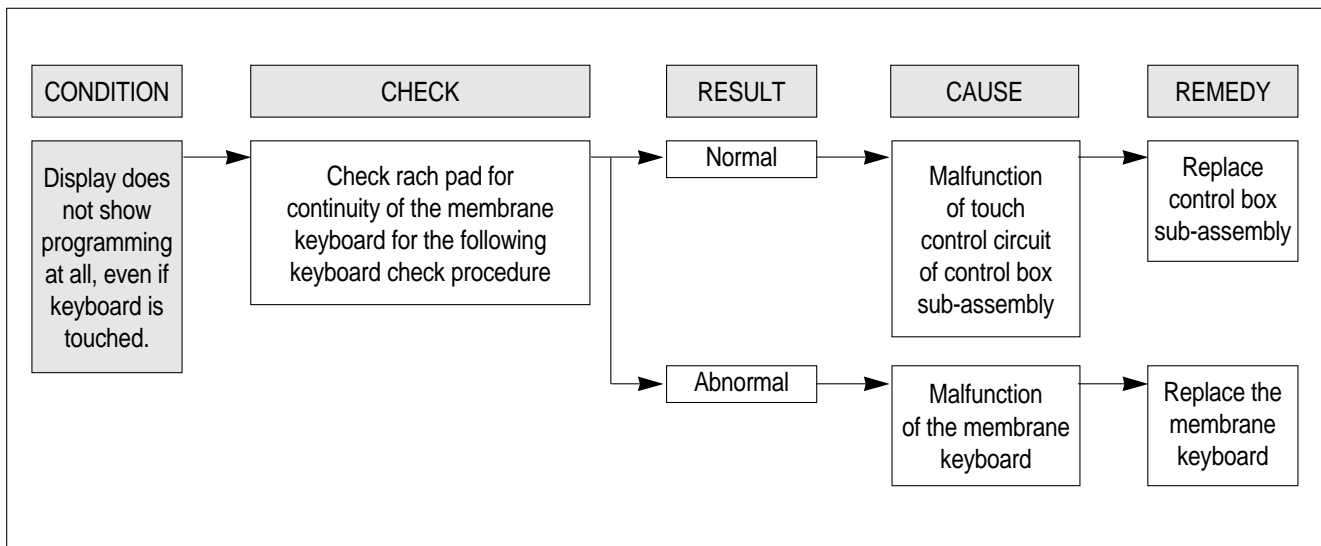 CONDITION
CHECK
RESULT
CAUSE
REMEDY
Display does
not show
programming
at all, even if
keyboard is
touched.
Check rach pad for
continuity of the membrane
keyboard for the following
keyboard check procedure
Normal
Malfunction
of touch
control circuit
of control box
sub-assembly
Replace
control box
sub-assembly
Abnormal
Malfunction
of the membrane
keyboard
Replace the
membrane
keyboard